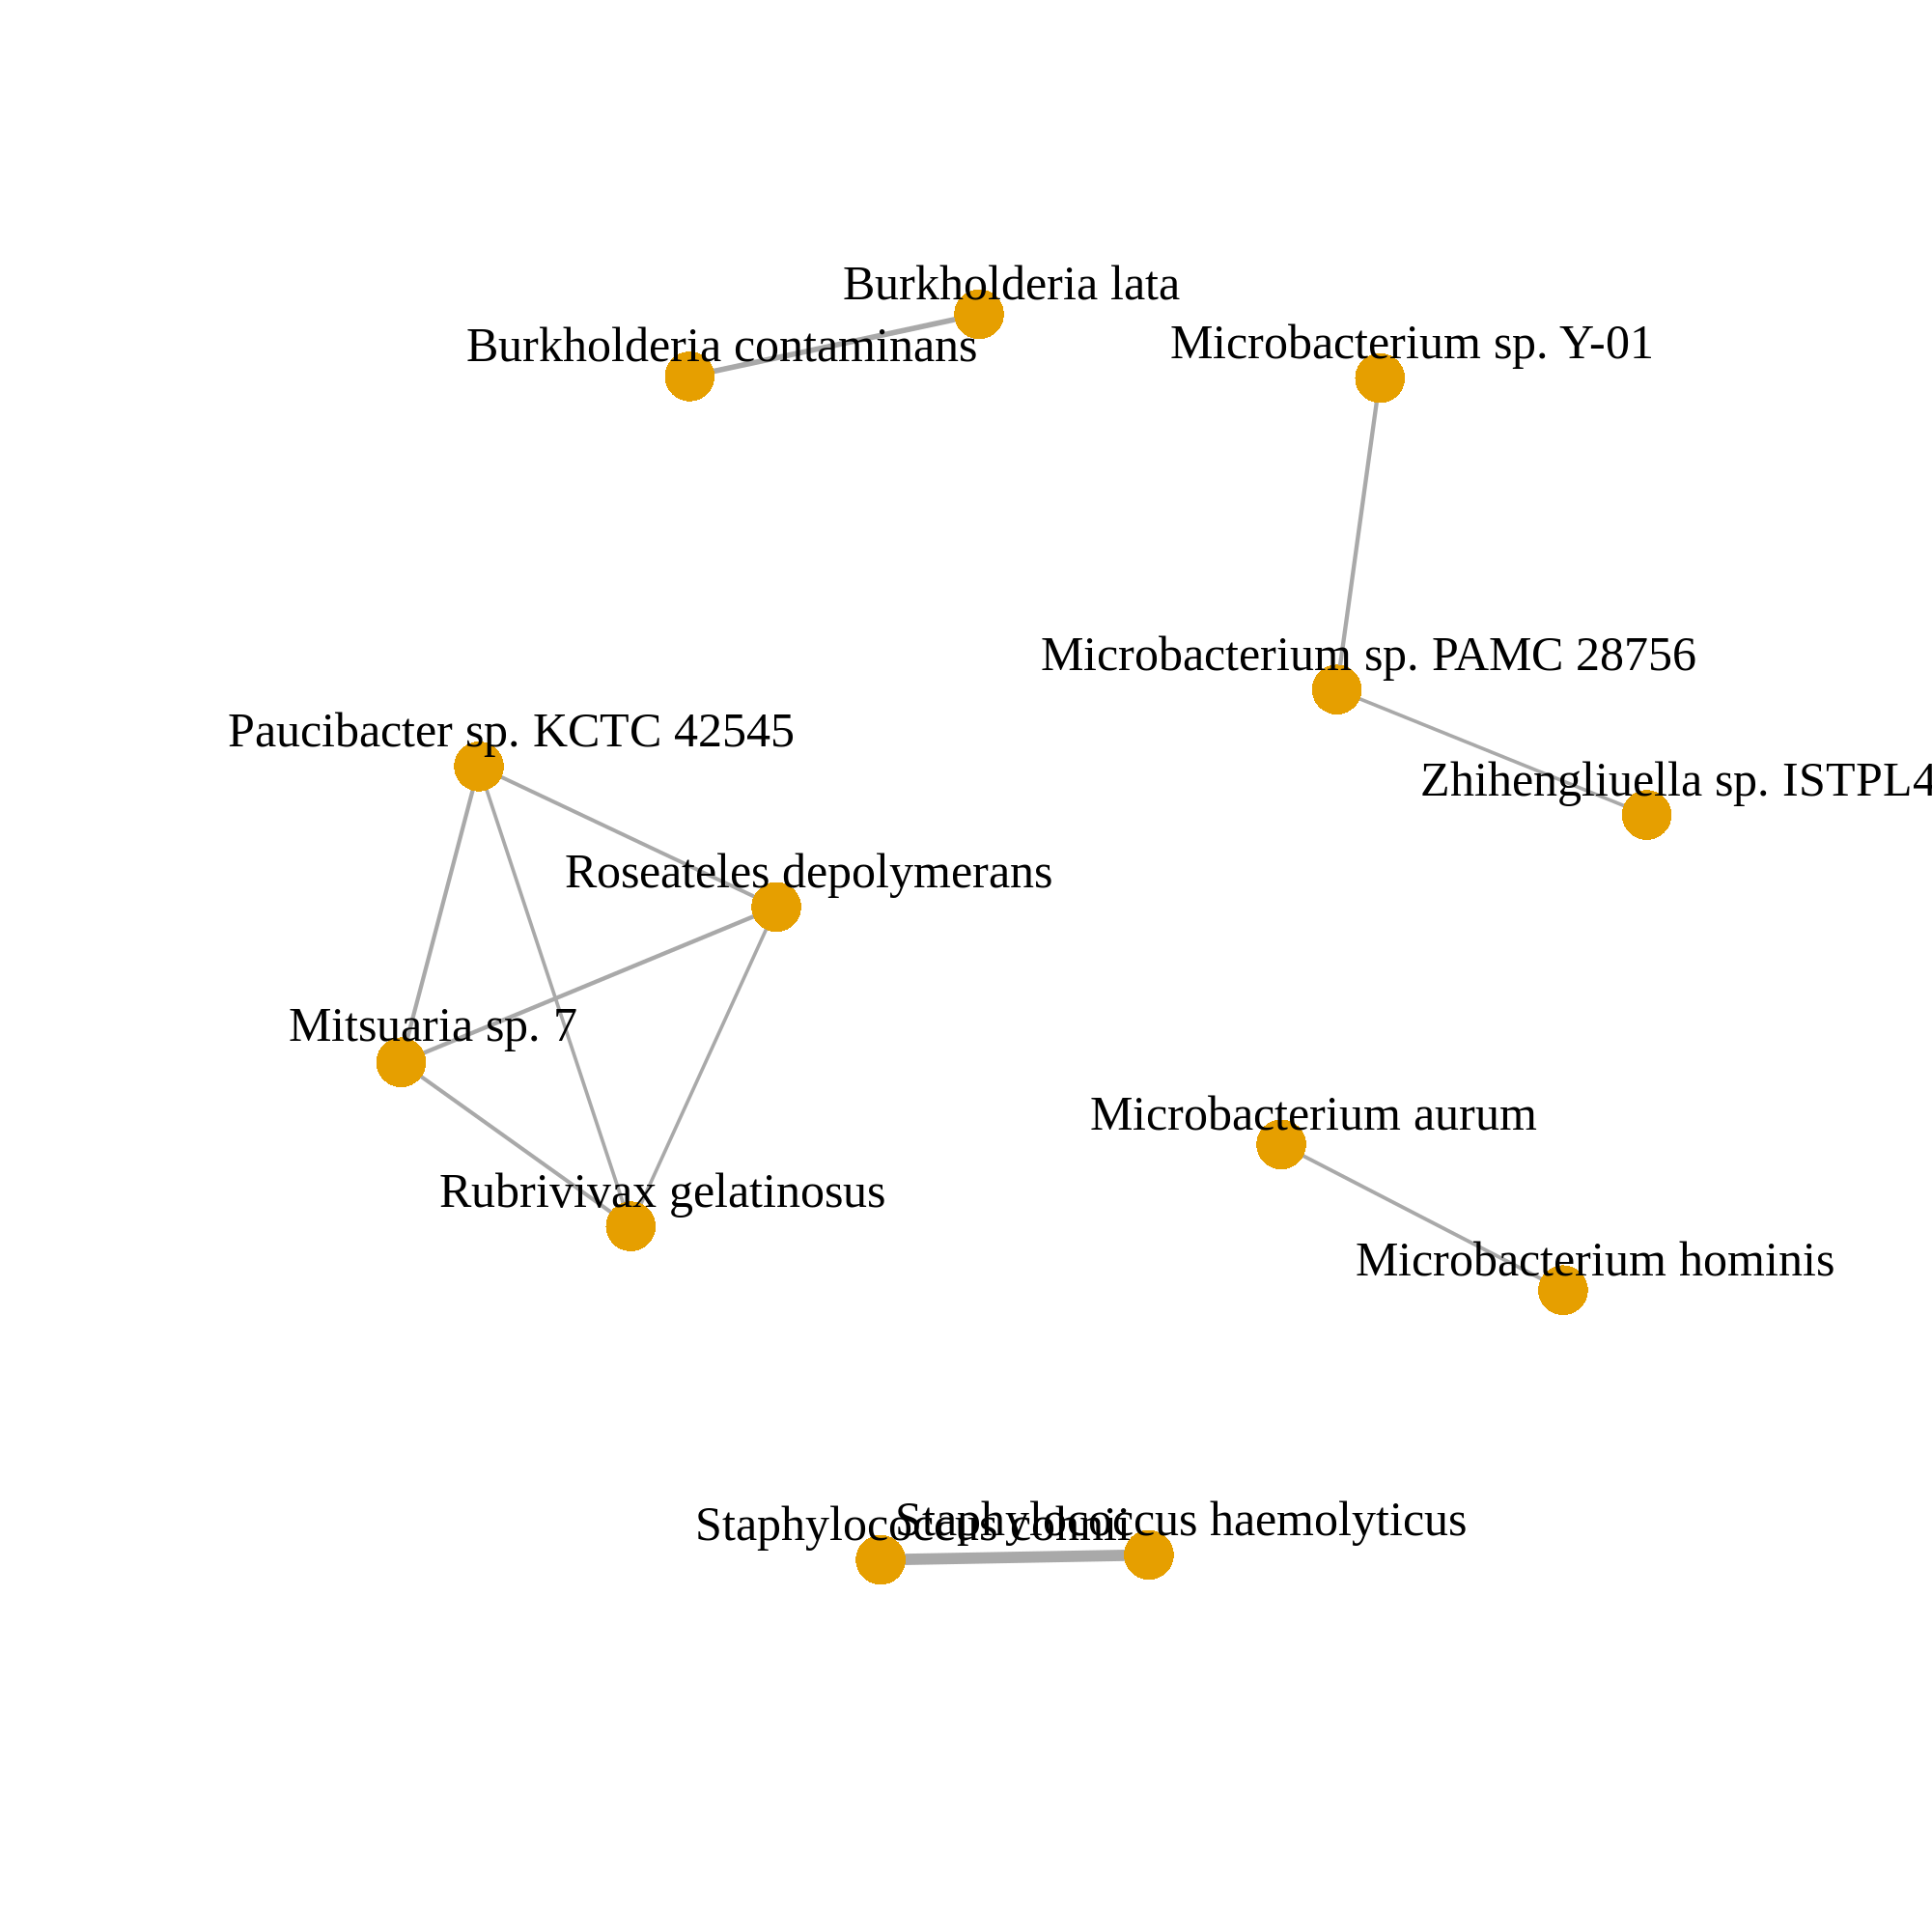 Burkholderia lata
Burkholderia contaminans
Microbacterium sp. Y-01
Microbacterium sp. PAMC 28756
Paucibacter sp. KCTC 42545
Zhihengliuella sp. ISTPL4
Roseateles depolymerans
Mitsuaria sp. 7
Microbacterium aurum
Rubrivivax gelatinosus
Microbacterium hominis
Staphylococcus cohnii
Staphylococcus haemolyticus